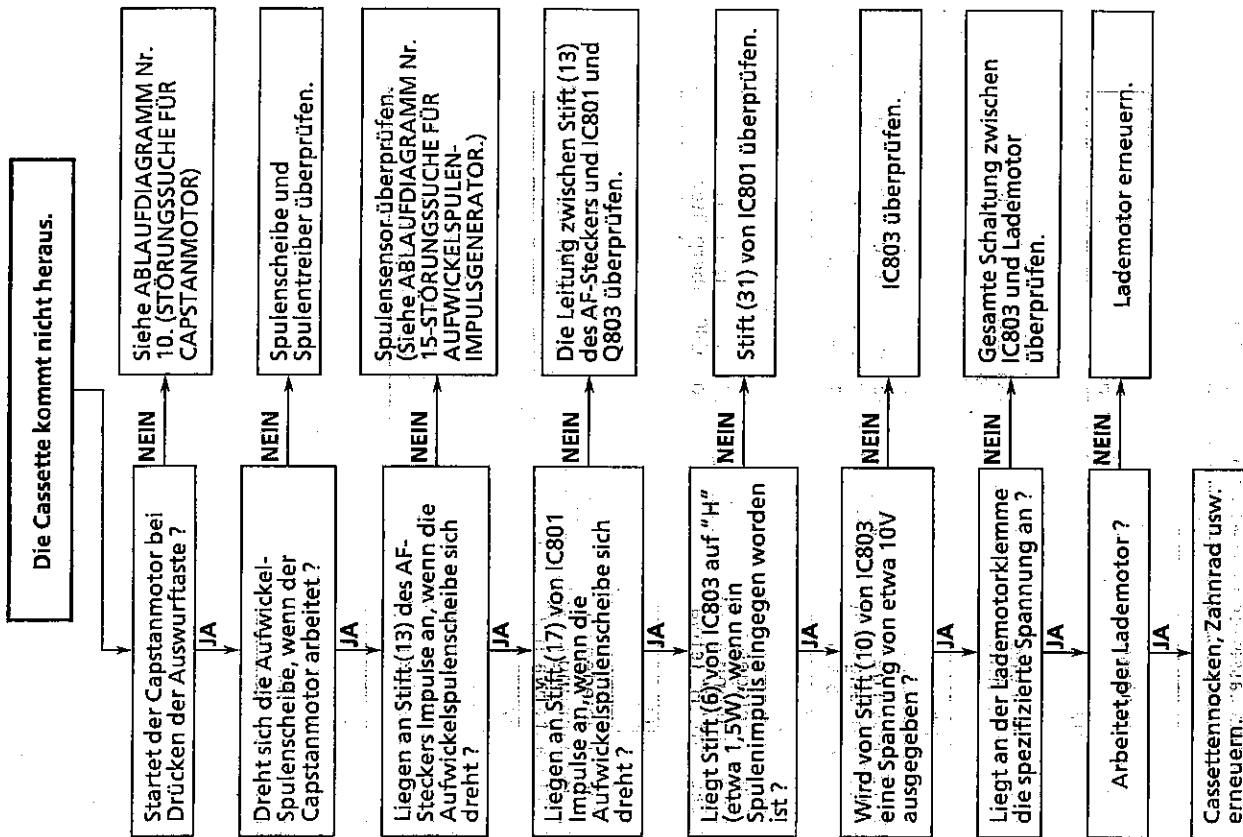 Die Cassette kommt nicht heraus.
Startet der Capstanmotor bei
Drücken der Auswurftaste ?
NEIN
Siehe ABLAUFDIAGRAMM Nr.
10. (STÖRUNGSSUCHE FÜR
CAPSTANMOTOR)
JA
Dreht sich die Aufwickel-
Spulenscheibe, wenn der
Capstanmotor arbeitet ?
NEIN
Spulenscheibe und
Spulentreiber überprüfen.
JA
Liegen an Stift (13) des AF-
Steckers Impulse an, wenn die
Aufwickelspulenscheibe sich
dreht ?
NEIN
Spulensensor überprüfen.
(Siehe ABLAUFDIAGRAMM Nr.
15-STÖRUNGSSUCHE FÜR
AUFWICKELSPULEN-
IMPULSGENERATOR.)
JA
Liegen an Stift (17) von IC801
Impulse an, wenn die
Aufwickelspulenscheibe sich
dreht ?
NEIN
Die Leitung zwischen Stift (13)
des AF-Steckers und IC801 und
Q803 überprüfen.
JA
Liegt Stift (6) von IC803 auf "H"
(etwa 1,5W), wenn ein
Spulenimpuls eingegen worden
ist ?
NEIN
Stift (31) von IC801 überprüfen.
JA
Wird von Stift (10) von IC803
eine Spannung von etwa 10V
ausgegeben ?
NEIN
IC803 überprüfen.
JA
Liegt an der Lademotorklemme
die spezifizierte Spannung an ?
NEIN
Gesamte Schaltung zwischen
IC803 und Lademotor
überprüfen.
JA
Arbeitet der Lademotor ?
NEIN
Lademotor erneuern.
JA
Cassettennocken, Zahnrad usw.
erneuern.